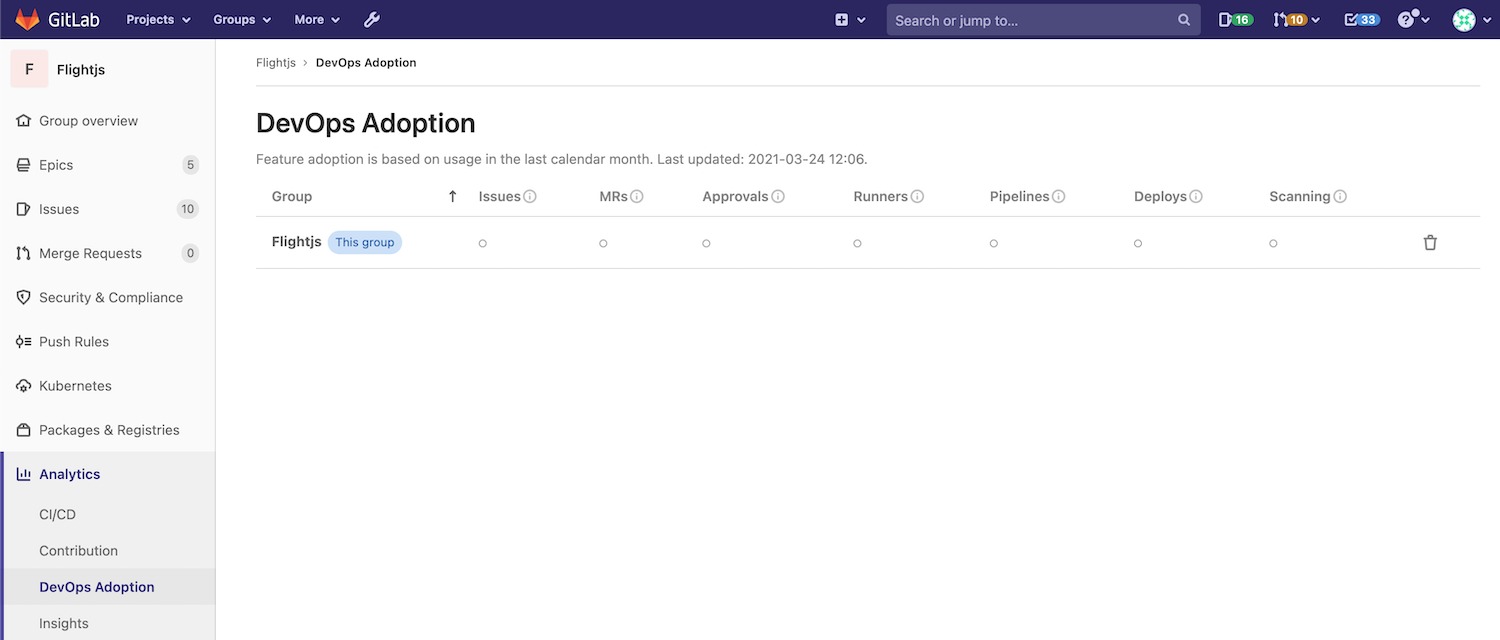 GitLab Projects Groups More Search or jump to... 16 10 33 ?
F Flightjs
Group overview
Epics 5
Issues 10
Merge Requests 0
Security & Compliance
Push Rules
Kubernetes
Packages & Registries
Analytics
CI/CD
Contribution
DevOps Adoption
Insights
Flightjs › DevOps Adoption
DevOps Adoption
Feature adoption is based on usage in the last calendar month. Last updated: 2021-03-24 12:06.
Group ↑ Issues MRs Approvals Runners Pipelines Deploys Scanning
Flightjs This group